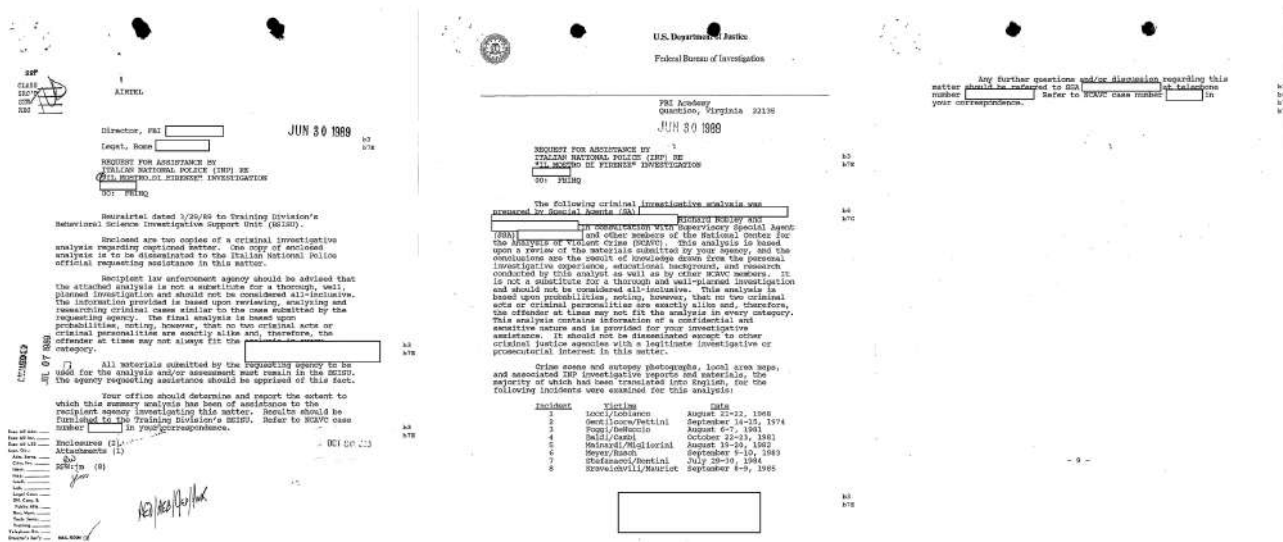 AIRTEL
Director, FBI
JUN 30 1989
Legat, Rome
REQUEST FOR ASSISTANCE BY
ITALIAN NATIONAL POLICE (INP) RE
"IL MOSTRO DI FIRENZE" INVESTIGATION
OO: FBIHQ
Reurairtel dated 3/29/89 to Training Division's
Behavioral Science Investigative Support Unit (BSISU).
Enclosed are two copies of a criminal investigative
analysis regarding captioned matter. One copy of enclosed
analysis is to be disseminated to the Italian National Police
official requesting assistance in this matter.
Recipient law enforcement agency should be advised that
the attached analysis is not a substitute for a thorough, well,
planned investigation and should not be considered all-inclusive.
The information provided is based upon reviewing, analyzing and
researching criminal cases similar to the cases submitted by the
requesting agency. The final analysis is based upon
probabilities, noting, however, that no two criminal acts or
criminal personalities are exactly alike and, therefore, the
offender at times may not always fit the analysis in every
category.
All materials submitted by the requesting agency to be
used for the analysis and/or assessment must remain in the BSISU.
The agency requesting assistance should be apprised of this fact.
Your office should determine and report the extent to
which this summary analysis has been of assistance to the
recipient agency investigating this matter. Results should be
furnished to the Training Division's BSISU. Refer to NCAVC case
number in your correspondence.
Enclosures (2)
Attachments (1)
JUL 07 1989
MAIL ROOM
U.S. Department of Justice
Federal Bureau of Investigation
FBI Academy
Quantico, Virginia 22135
JUN 30 1989
REQUEST FOR ASSISTANCE BY
ITALIAN NATIONAL POLICE (INP) RE
"IL MOSTRO DI FIRENZE" INVESTIGATION
OO: FBIHQ
The following criminal investigative analysis was
prepared by Special Agents (SA)
Richard Robley and
in consultation with Supervisory Special Agent
(SSA) and other members of the National Center for
the Analysis of Violent Crime (NCAVC). This analysis is based
upon a review of the materials submitted by your agency, and the
conclusions are the result of knowledge drawn from the personal
investigative experience, educational background, and research
conducted by this analyst as well as by other NCAVC members. It
is not a substitute for a thorough and well-planned investigation
and should not be considered all-inclusive. This analysis is
based upon probabilities, noting, however, that no two criminal
acts or criminal personalities are exactly alike and, therefore,
the offender at times may not fit the analysis in every category.
This analysis contains information of a confidential and
sensitive nature and is provided for your investigative
assistance. It should not be disseminated except to other
criminal justice agencies with a legitimate investigative or
prosecutorial interest in this matter.
Crime scene and autopsy photographs, local area maps,
and associated INP investigative reports and materials, the
majority of which had been translated into English, for the
following incidents were examined for this analysis:
Incident Victims Date
1 Locci/Lobianco August 21-22, 1968
2 Gentilcore/Pettini September 14-15, 1974
3 Foggi/DeNuccio August 6-7, 1981
4 Baldi/Cambi October 22-23, 1981
5 Mainardi/Migliorini August 19-20, 1982
6 Meyer/Rusch September 9-10, 1983
7 Stefanacci/Rontini July 29-30, 1984
8 Kraveichvili/Mauriot September 8-9, 1985
Any further questions and/or discussion regarding this
matter should be referred to SSA at telephone
number Refer to NCAVC case number in
your correspondence.
- 9 -